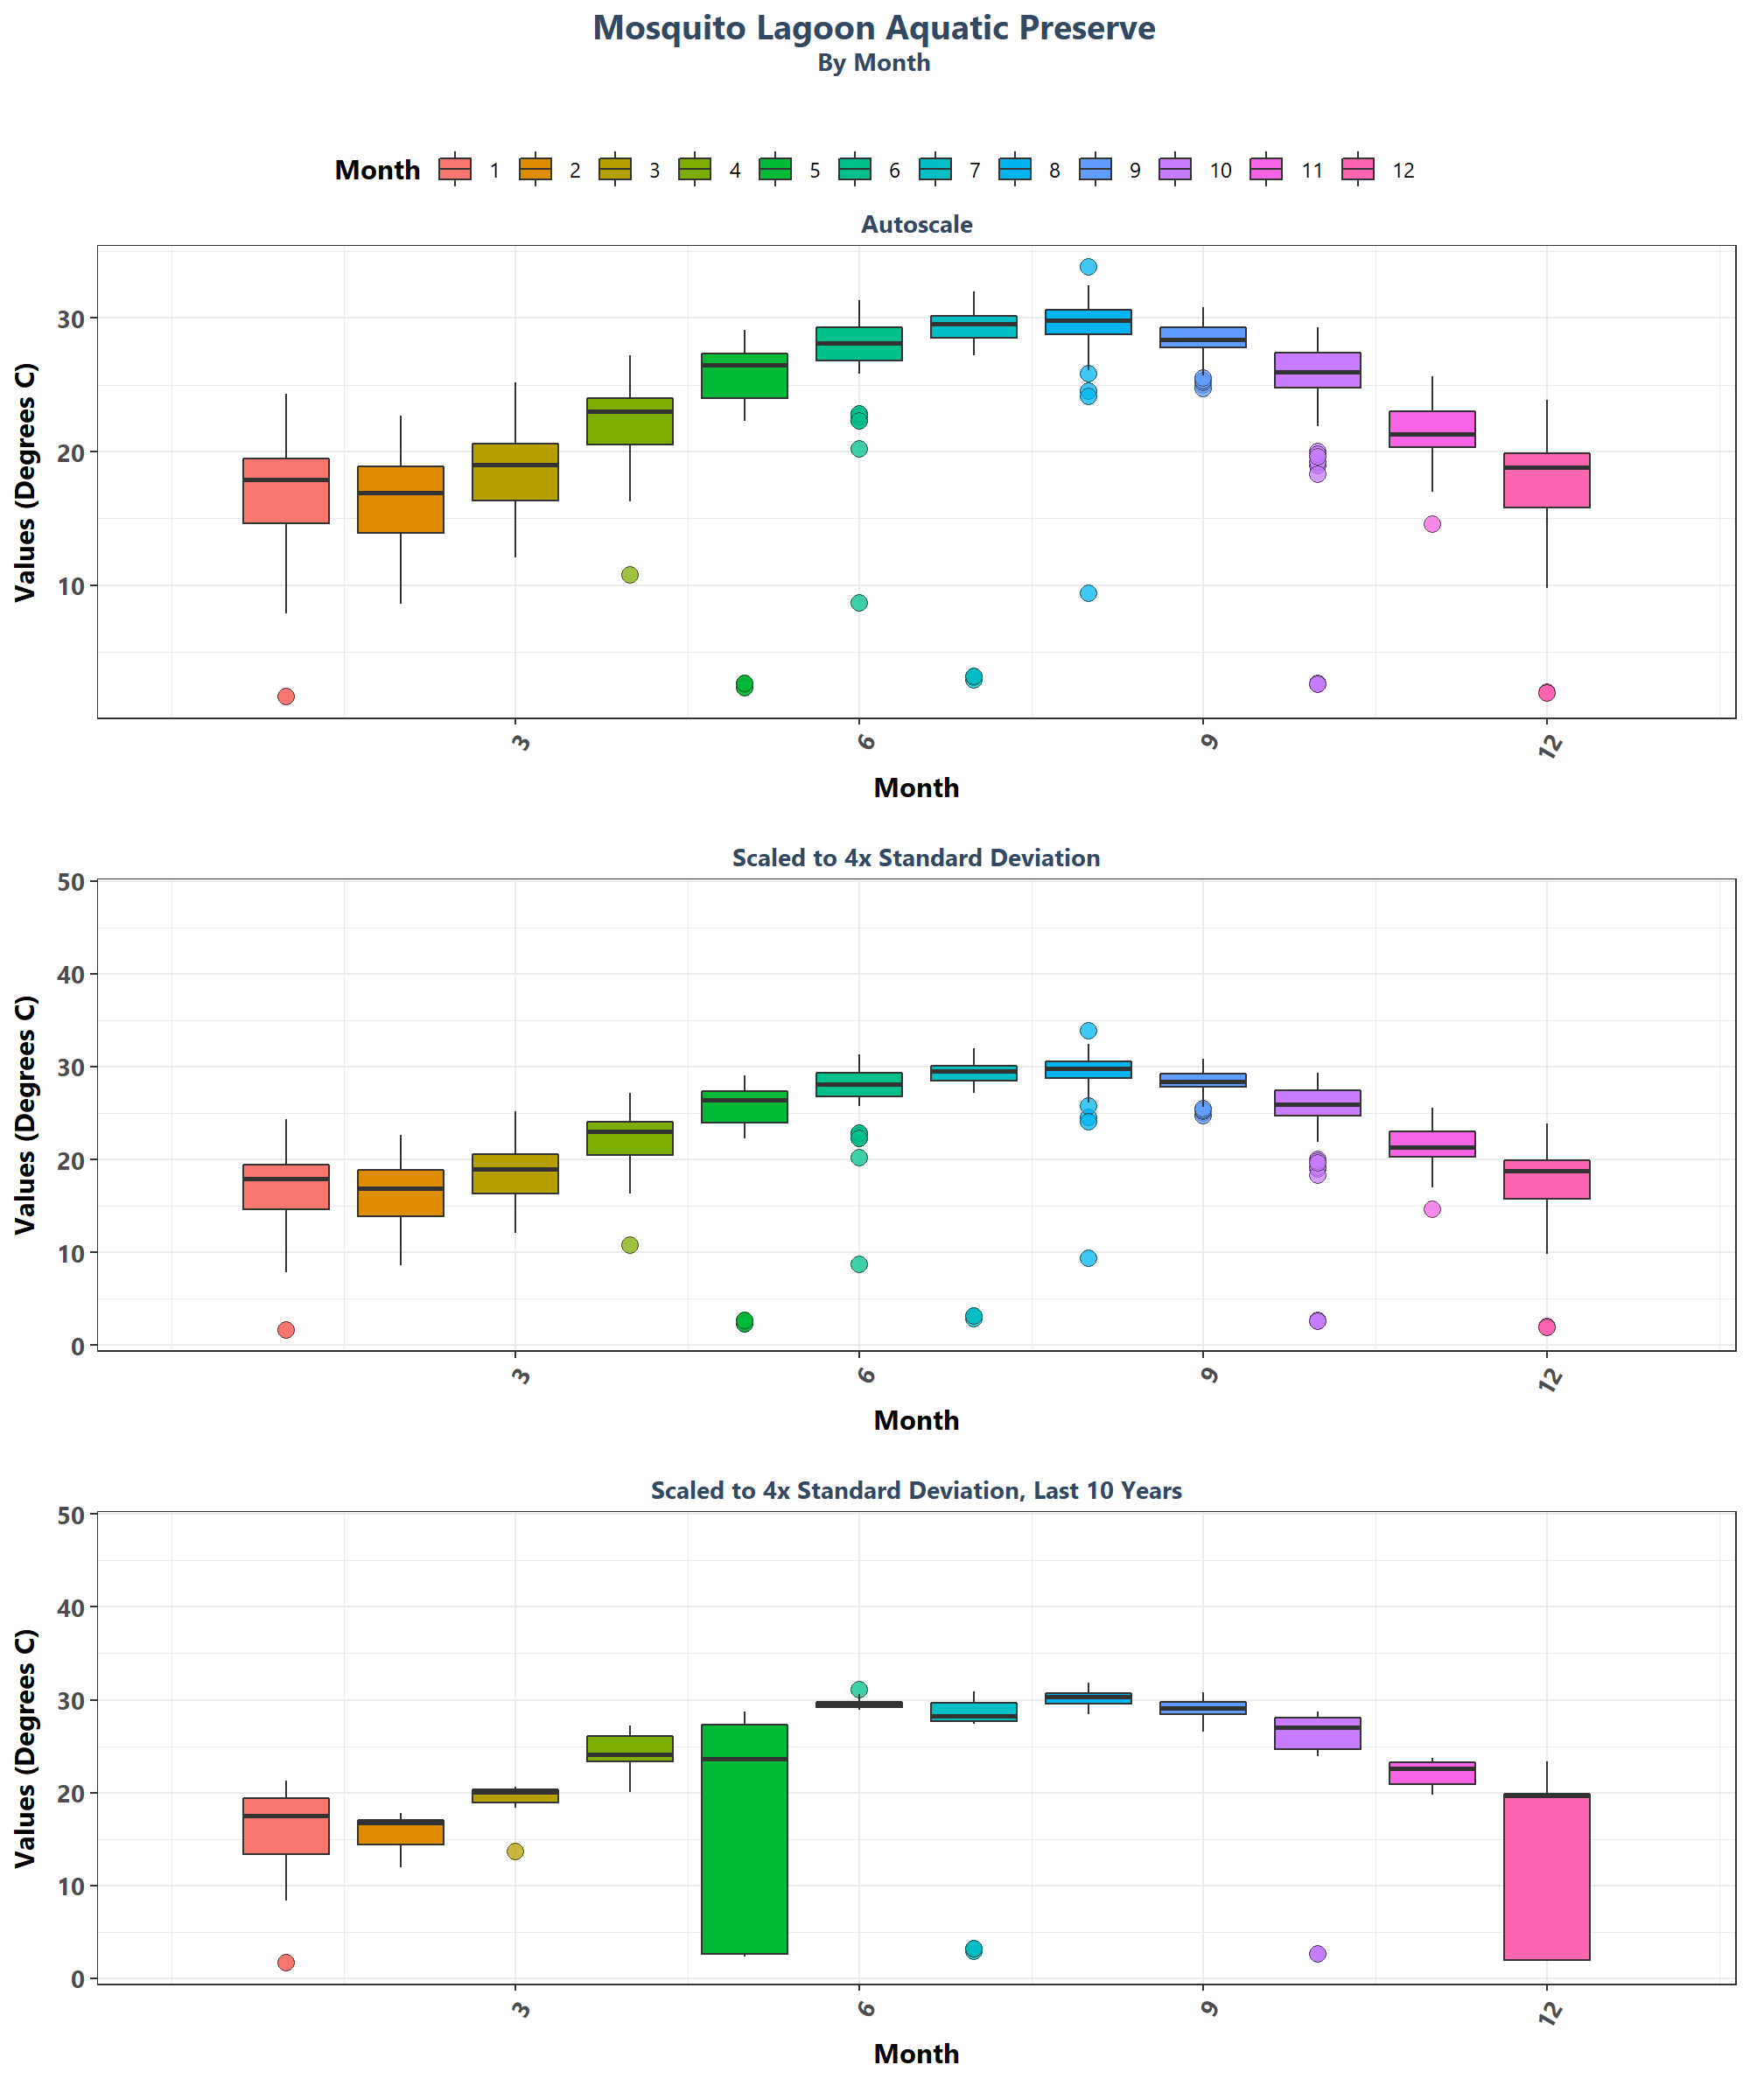 Mosquito Lagoon Aquatic Preserve
By Month
Month 1 2 3 4 5 6 7 8 9 10 11 12
Autoscale
Values (Degrees C)
30
20
10
3 6 9 12
Month
Scaled to 4x Standard Deviation
Values (Degrees C)
50
40
30
20
10
0
3 6 9 12
Month
Scaled to 4x Standard Deviation, Last 10 Years
Values (Degrees C)
50
40
30
20
10
0
3 6 9 12
Month